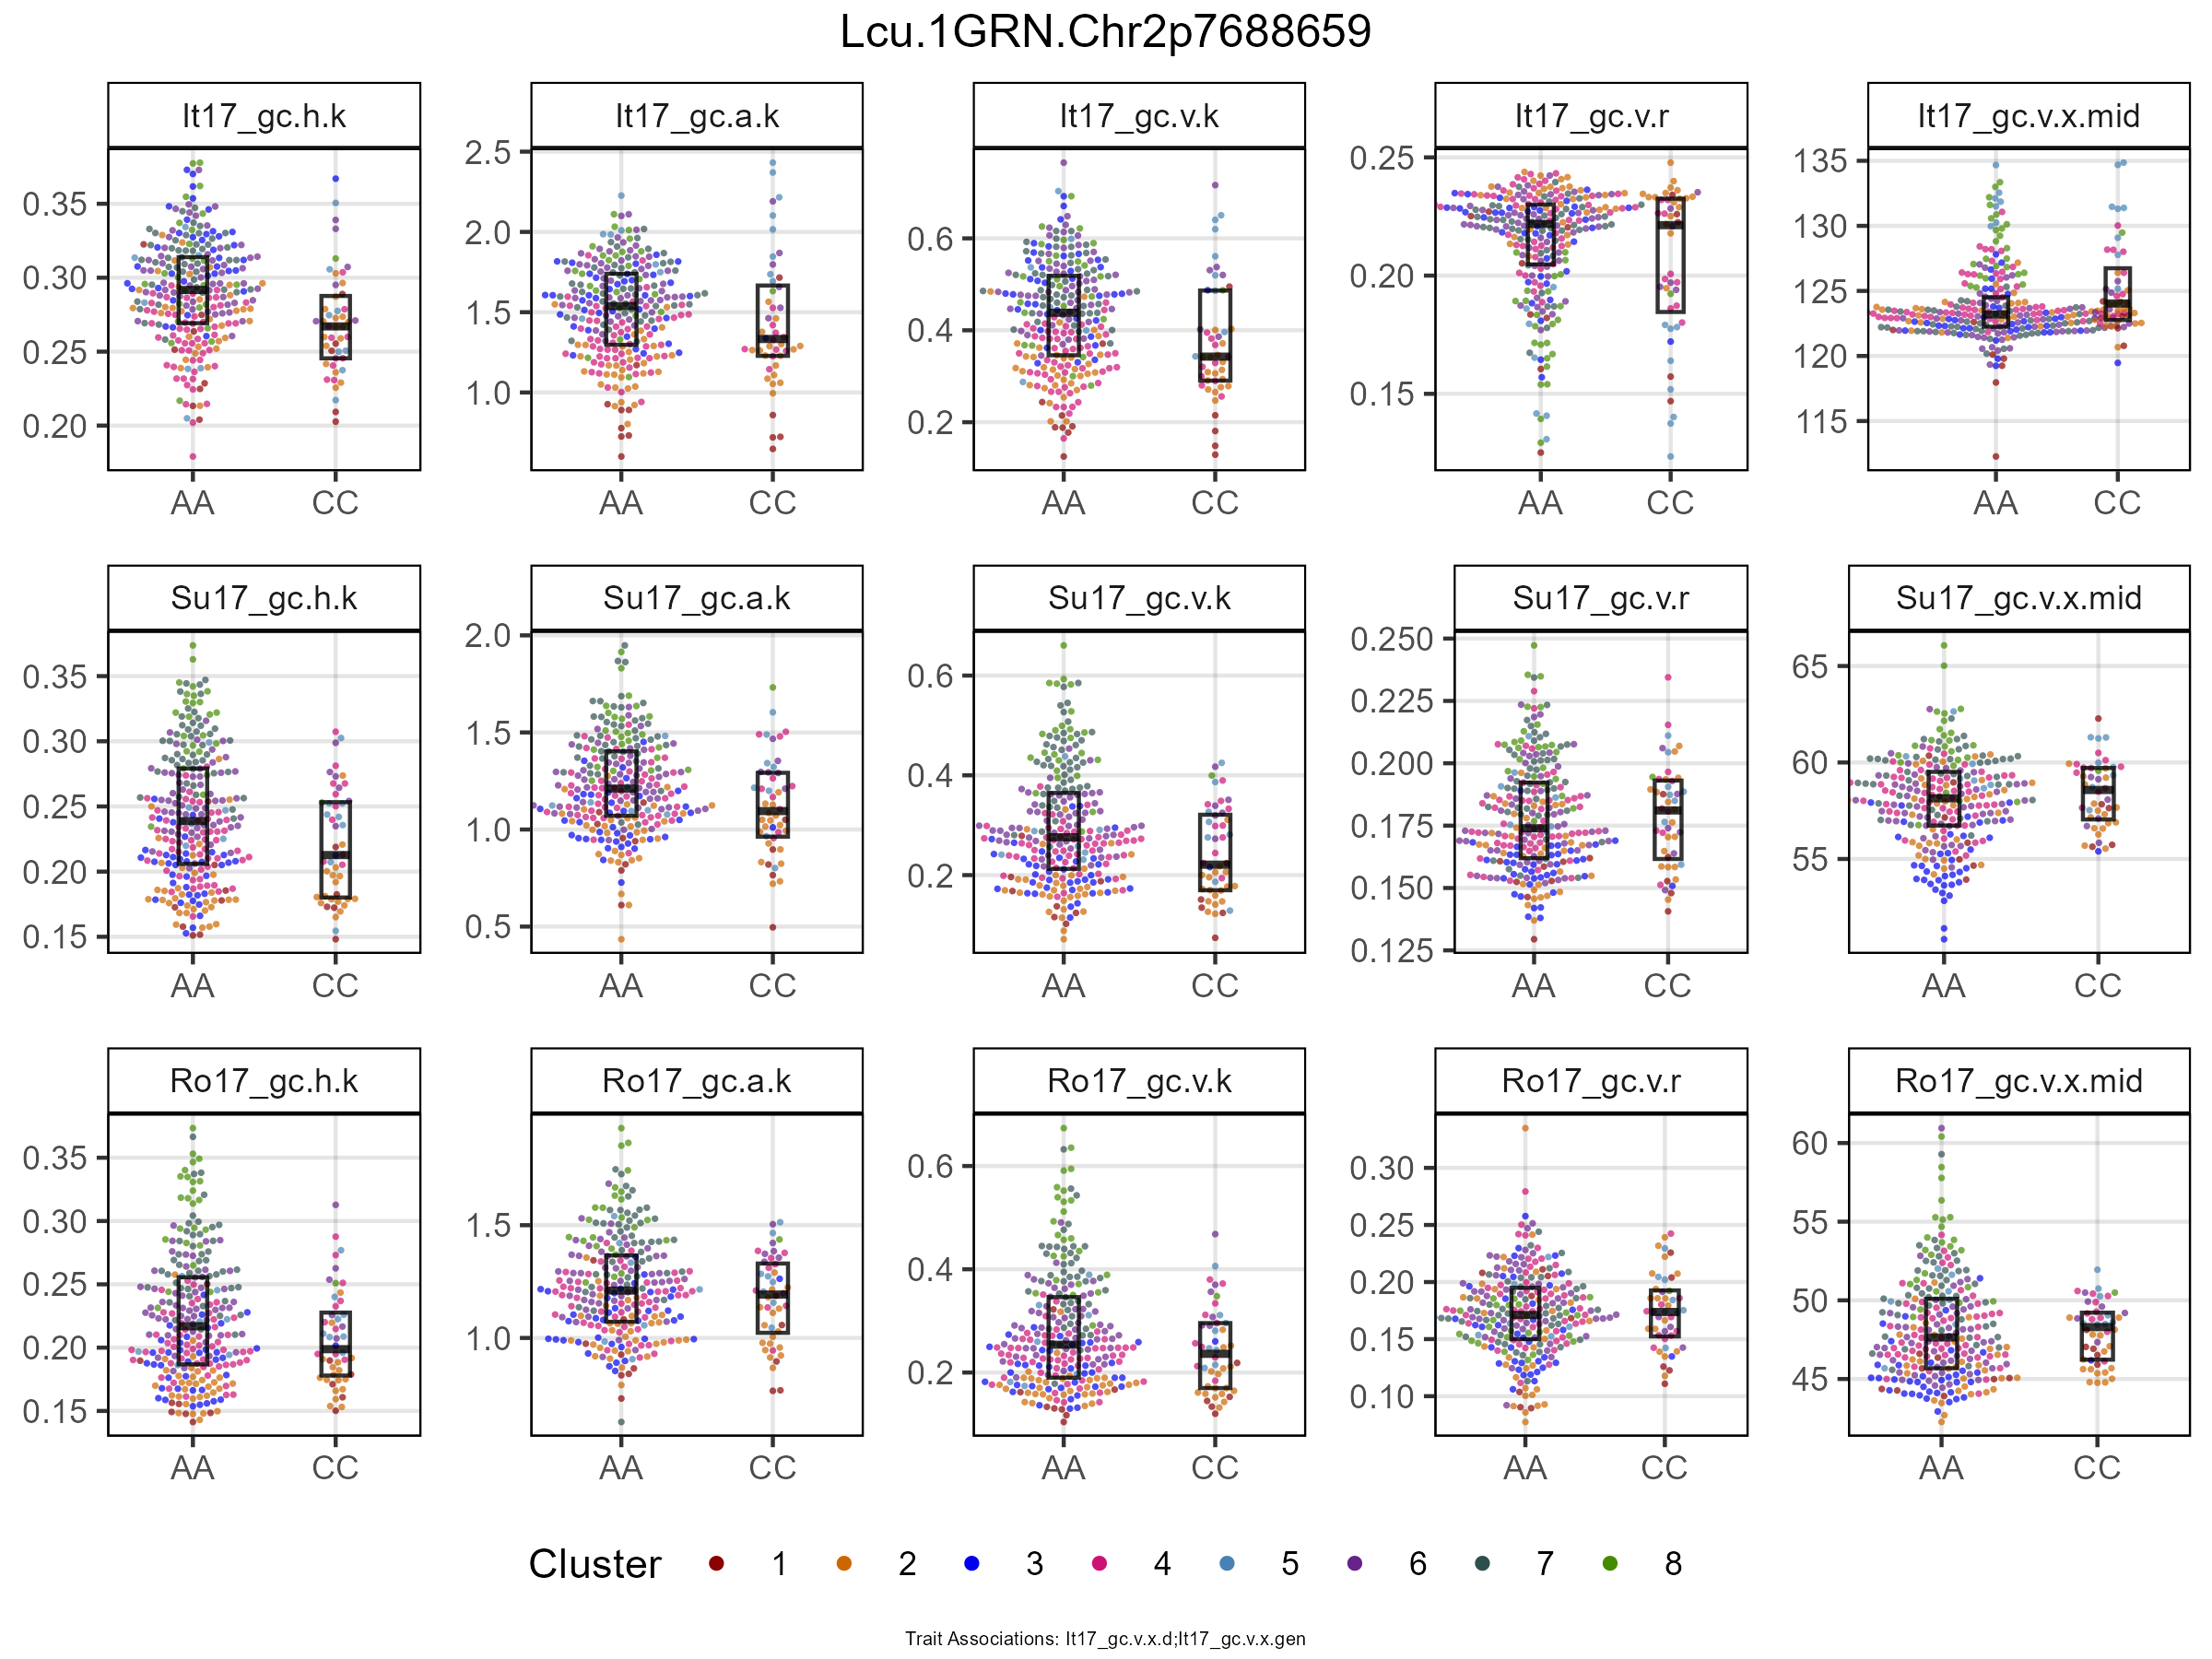 Lcu.1GRN.Chr2p7688659
It17_gc.h.k It17_gc.a.k It17_gc.v.k It17_gc.v.r It17_gc.v.x.mid
0.35 0.30 0.25 0.20 2.5 2.0 1.5 1.0 0.6 0.4 0.2 0.25 0.20 0.15 135 130 125 120 115
AA CC AA CC AA CC AA CC AA CC
Su17_gc.h.k Su17_gc.a.k Su17_gc.v.k Su17_gc.v.r Su17_gc.v.x.mid
0.35 0.30 0.25 0.20 0.15 2.0 1.5 1.0 0.5 0.6 0.4 0.2 0.250 0.225 0.200 0.175 0.150 0.125 65 60 55
AA CC AA CC AA CC AA CC AA CC
Ro17_gc.h.k Ro17_gc.a.k Ro17_gc.v.k Ro17_gc.v.r Ro17_gc.v.x.mid
0.35 0.30 0.25 0.20 0.15 1.5 1.0 0.6 0.4 0.2 0.30 0.25 0.20 0.15 0.10 60 55 50 45
AA CC AA CC AA CC AA CC AA CC
Cluster 1 2 3 4 5 6 7 8
Trait Associations: It17_gc.v.x.d;It17_gc.v.x.gen